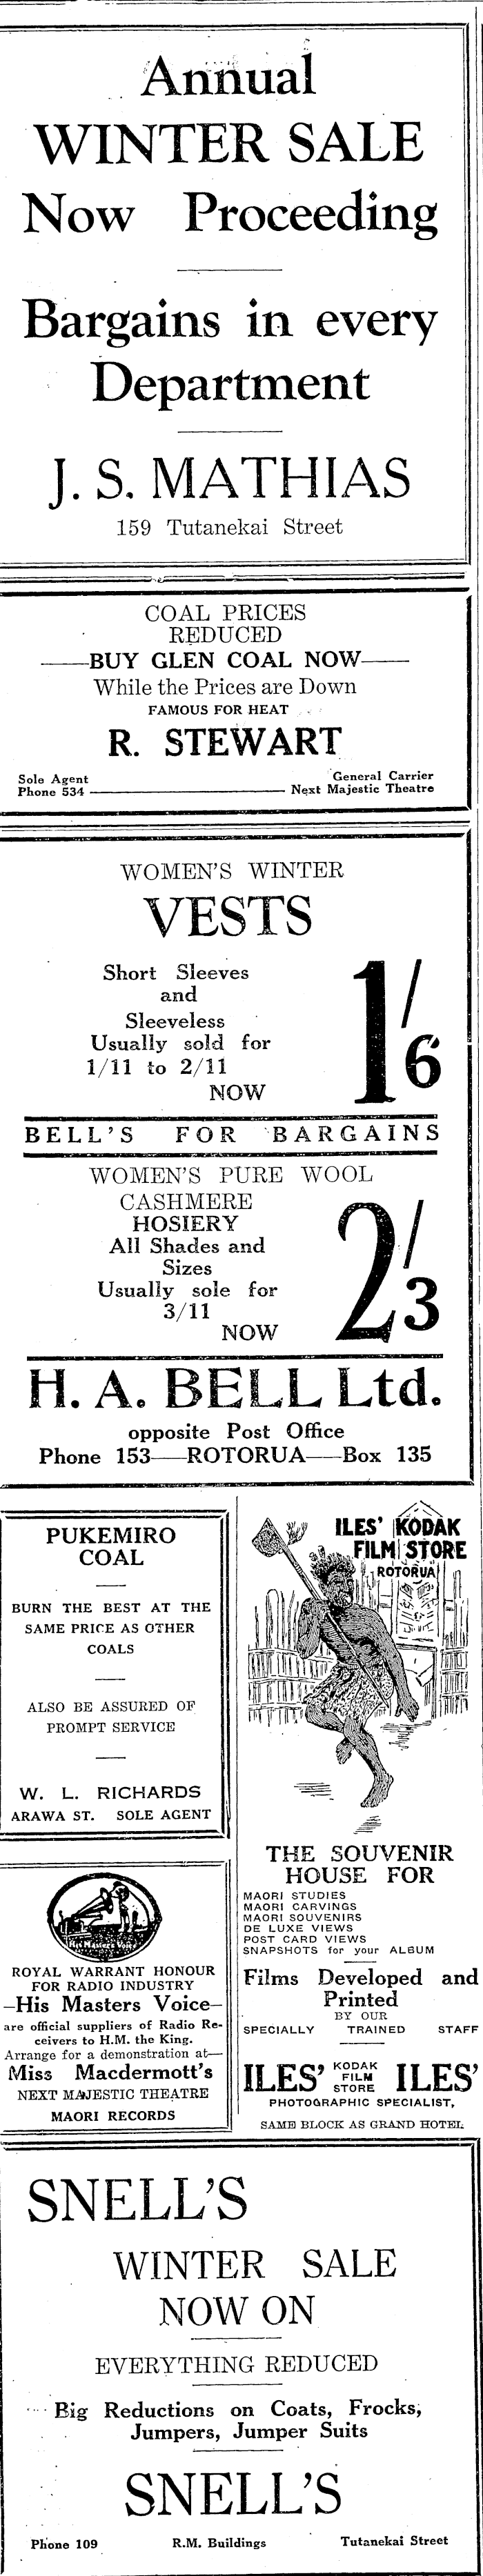 Annual
WINTER SALE
Now Proceeding
Bargains in every
Department
J. S. MATHIAS
159 Tutanekai Street
COAL PRICES
REDUCED
BUY GLEN COAL NOW
While the Prices are Down
FAMOUS FOR HEAT
R. STEWART
Sole Agent General Carrier
Phone 534 Next Majestic Theatre
WOMEN'S WINTER
VESTS
Short Sleeves
and
Sleeveless
Usually sold for
1/11 to 2/11
NOW
1/6
BELL'S FOR BARGAINS
WOMEN'S PURE WOOL
CASHMERE
HOSIERY
All Shades and
Sizes
Usually sole for
3/11
NOW
2/3
H. A. BELL Ltd.
opposite Post Office
Phone 153—ROTORUA—Box 135
PUKEMIRO
COAL
BURN THE BEST AT THE
SAME PRICE AS OTHER
COALS
ALSO BE ASSURED OF
PROMPT SERVICE
W. L. RICHARDS
ARAWA ST. SOLE AGENT
ROYAL WARRANT HONOUR
FOR RADIO INDUSTRY
—His Masters Voice—
are official suppliers of Radio Re-
ceivers to H.M. the King.
Arrange for a demonstration at—
Miss Macdermott's
NEXT MAJESTIC THEATRE
MAORI RECORDS
ILES' KODAK
FILM STORE
ROTORUA
THE SOUVENIR
HOUSE FOR
MAORI STUDIES
MAORI CARVINGS
MAORI SOUVENIRS
DE LUXE VIEWS
POST CARD VIEWS
SNAPSHOTS for your ALBUM
Films Developed and
Printed
BY OUR
SPECIALLY TRAINED STAFF
ILES' KODAK FILM STORE ILES'
PHOTOGRAPHIC SPECIALIST,
SAME BLOCK AS GRAND HOTEL
SNELL'S
WINTER SALE
NOW ON
EVERYTHING REDUCED
Big Reductions on Coats, Frocks,
Jumpers, Jumper Suits
SNELL'S
Phone 109 R.M. Buildings Tutanekai Street